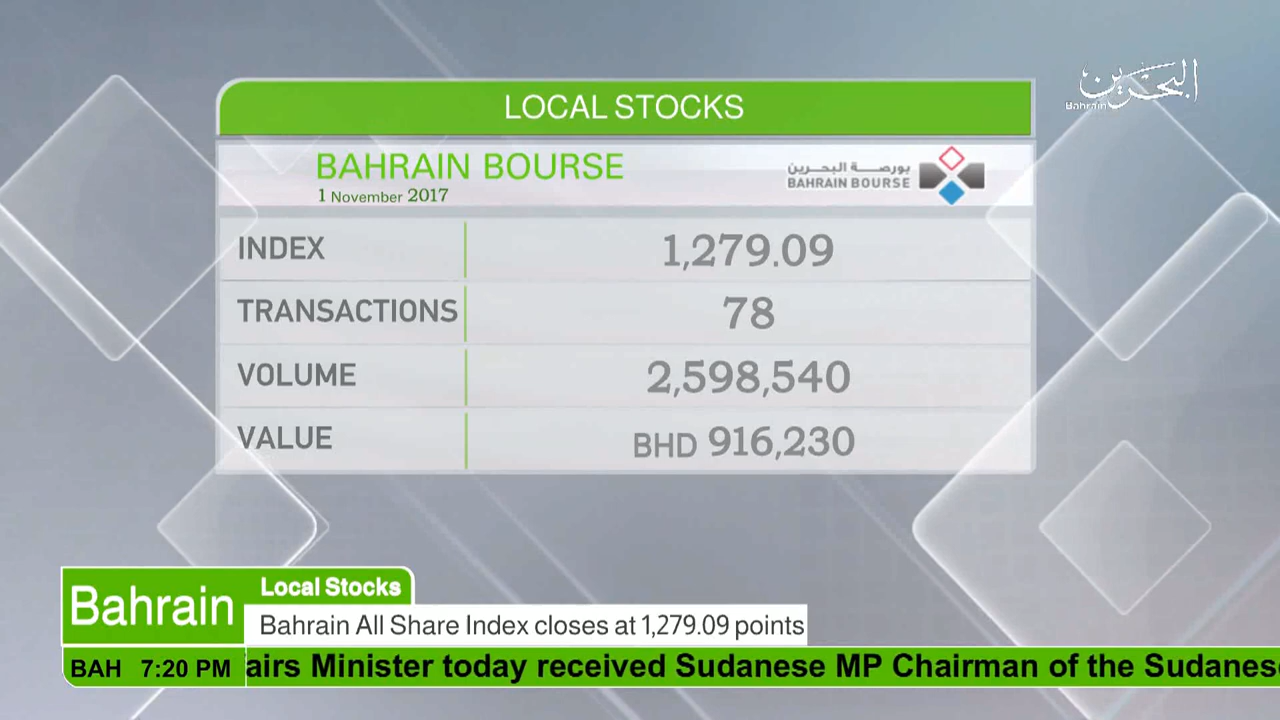 LOCAL STOCKS
البحرين
Bahrain
BAHRAIN BOURSE
1 November 2017
بورصة البحرين
BAHRAIN BOURSE
INDEX 1,279.09
TRANSACTIONS 78
VOLUME 2,598,540
VALUE BHD 916,230
Bahrain
Local Stocks
Bahrain All Share Index closes at 1,279.09 points
BAH 7:20 PM
airs Minister today received Sudanese MP Chairman of the Sudanes